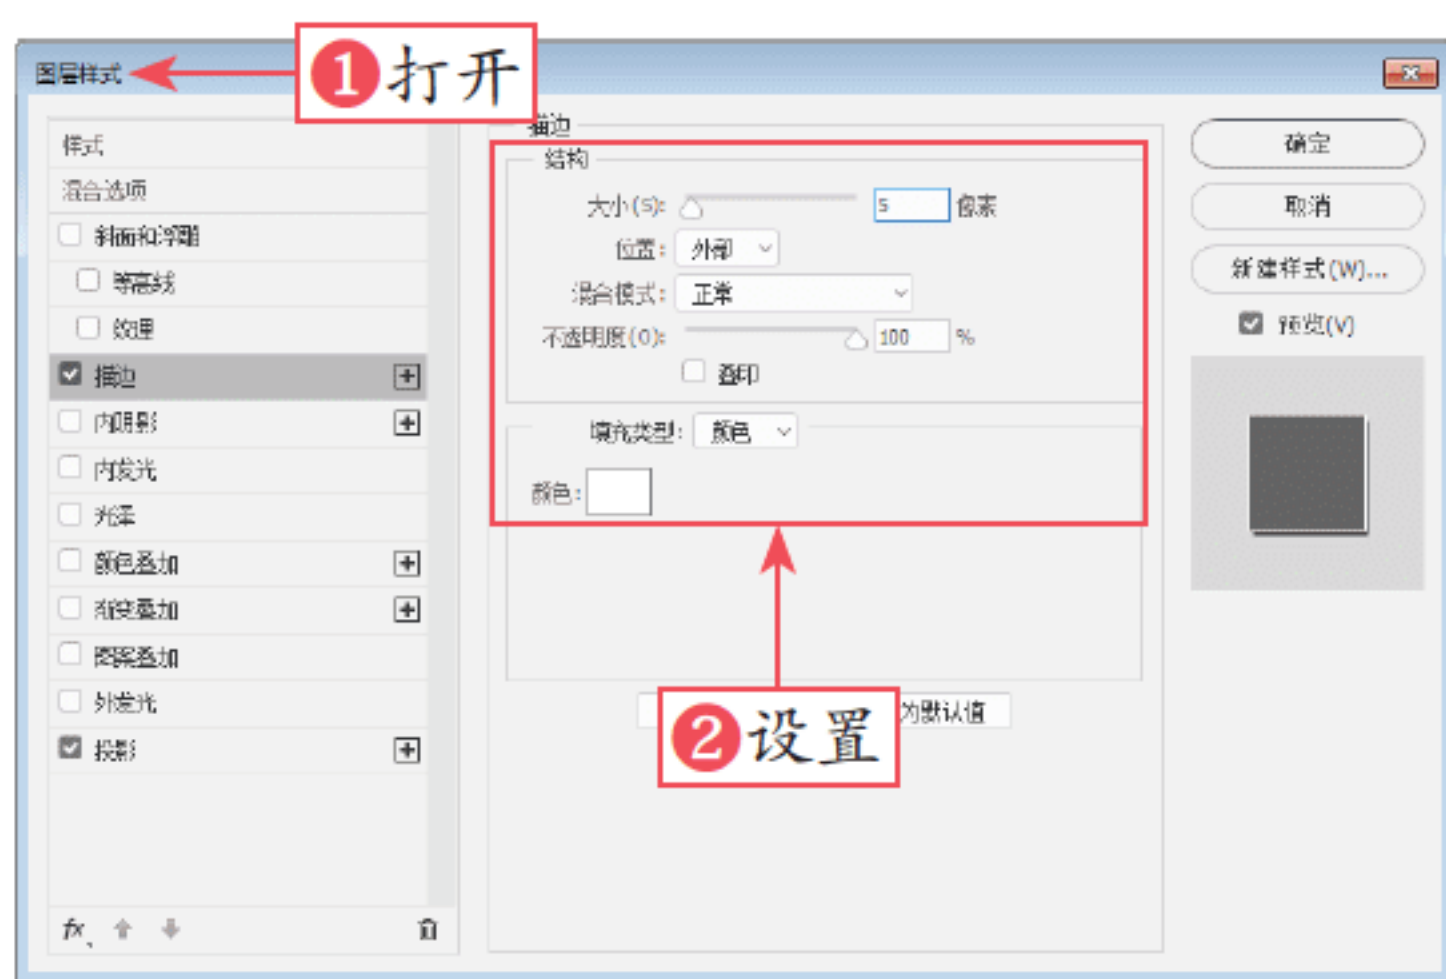 图层样式
❶打开
样式
混合选项
斜面和浮雕
等高线
纹理
描边
内阴影
内发光
光泽
颜色叠加
渐变叠加
图案叠加
外发光
投影
fx
描边
结构
大小(S): 5 像素
位置: 外部
混合模式: 正常
不透明度(O): 100 %
叠印
填充类型: 颜色
颜色:
❷设置
为默认值
确定
取消
新建样式(W)...
预览(V)